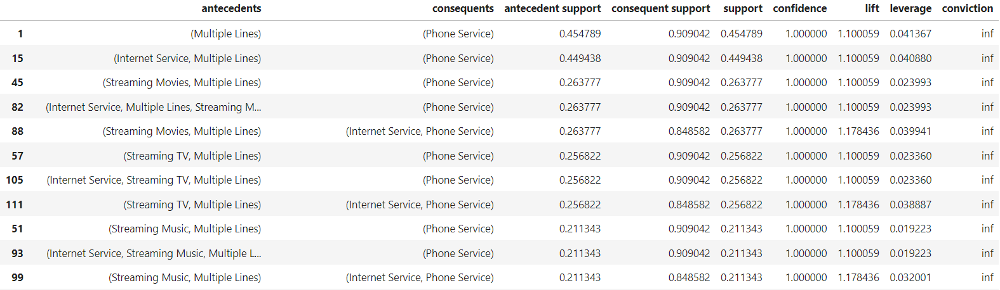 antecedents consequents antecedent support consequent support support confidence lift leverage conviction
1 (Multiple Lines) (Phone Service) 0.454789 0.909042 0.454789 1.000000 1.100059 0.041367 inf
15 (Internet Service, Multiple Lines) (Phone Service) 0.449438 0.909042 0.449438 1.000000 1.100059 0.040880 inf
45 (Streaming Movies, Multiple Lines) (Phone Service) 0.263777 0.909042 0.263777 1.000000 1.100059 0.023993 inf
82 (Internet Service, Multiple Lines, Streaming M... (Phone Service) 0.263777 0.909042 0.263777 1.000000 1.100059 0.023993 inf
88 (Streaming Movies, Multiple Lines) (Internet Service, Phone Service) 0.263777 0.848582 0.263777 1.000000 1.178436 0.039941 inf
57 (Streaming TV, Multiple Lines) (Phone Service) 0.256822 0.909042 0.256822 1.000000 1.100059 0.023360 inf
105 (Internet Service, Streaming TV, Multiple Lines) (Phone Service) 0.256822 0.909042 0.256822 1.000000 1.100059 0.023360 inf
111 (Streaming TV, Multiple Lines) (Internet Service, Phone Service) 0.256822 0.848582 0.256822 1.000000 1.178436 0.038887 inf
51 (Streaming Music, Multiple Lines) (Phone Service) 0.211343 0.909042 0.211343 1.000000 1.100059 0.019223 inf
93 (Internet Service, Streaming Music, Multiple L... (Phone Service) 0.211343 0.909042 0.211343 1.000000 1.100059 0.019223 inf
99 (Streaming Music, Multiple Lines) (Internet Service, Phone Service) 0.211343 0.848582 0.211343 1.000000 1.178436 0.032001 inf